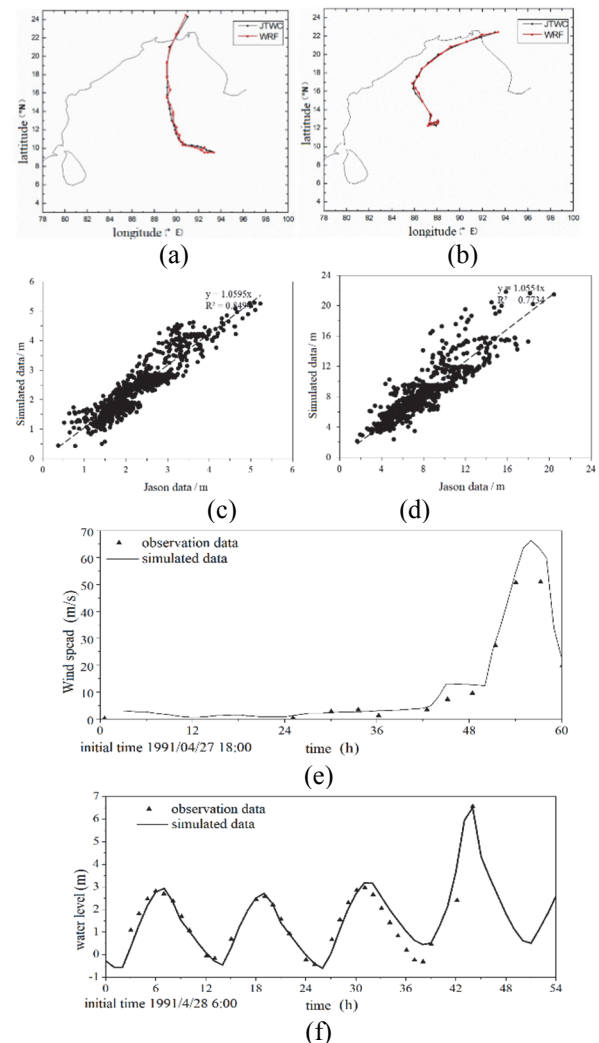 JTWC
WRF
24
22
20
18
16
14
12
10
8
6
4
lattitude (°N)
78 80 82 84 86 88 90 92 94 96 98 100
longitude (° E)
(a)
JTWC
WRF
24
22
20
18
16
14
12
10
8
6
4
lattitude (°N)
78 80 82 84 86 88 90 92 94 96 98 100
longitude (° E)
(b)
6
5
4
3
2
1
0
Simulated data/ m
y = 1.0595x
0 1 2 3 4 5 6
Jason data / m
(c)
24
20
16
12
8
4
0
Simulated data/ m
y = 1.0554x
R² = 0.7734
0 4 8 12 16 20 24
Jason data / m
(d)
observation data
simulated data
70
60
50
40
30
20
10
0
Wind spead (m/s)
0 12 24 36 48 60
initial time 1991/04/27 18:00
time (h)
(e)
observation data
simulated data
7
6
5
4
3
2
1
0
-1
water level (m)
0 6 12 18 24 30 36 42 48 54
initial time 1991/4/28 6:00
time (h)
(f)